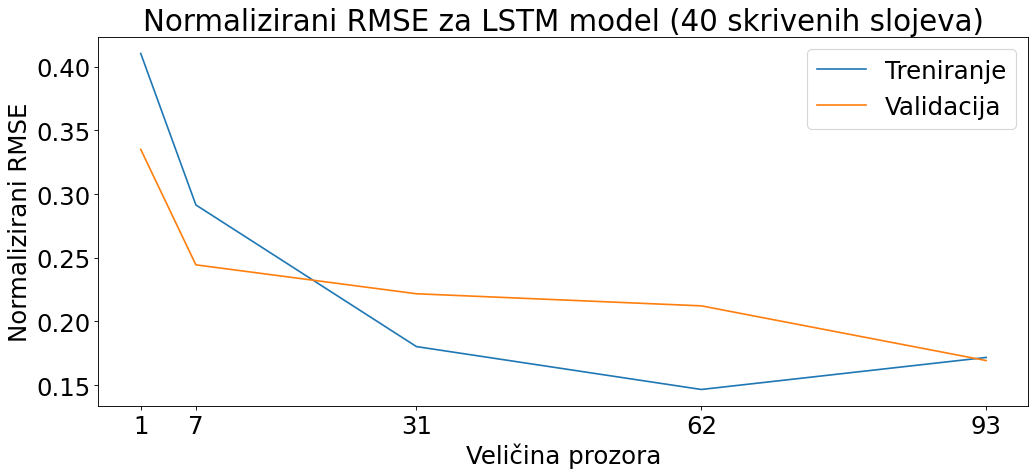 Normalizirani RMSE za LSTM model (40 skrivenih slojeva)
Treniranje
Validacija
Normalizirani RMSE
0.40
0.35
0.30
0.25
0.20
0.15
1 7 31 62 93
Veličina prozora